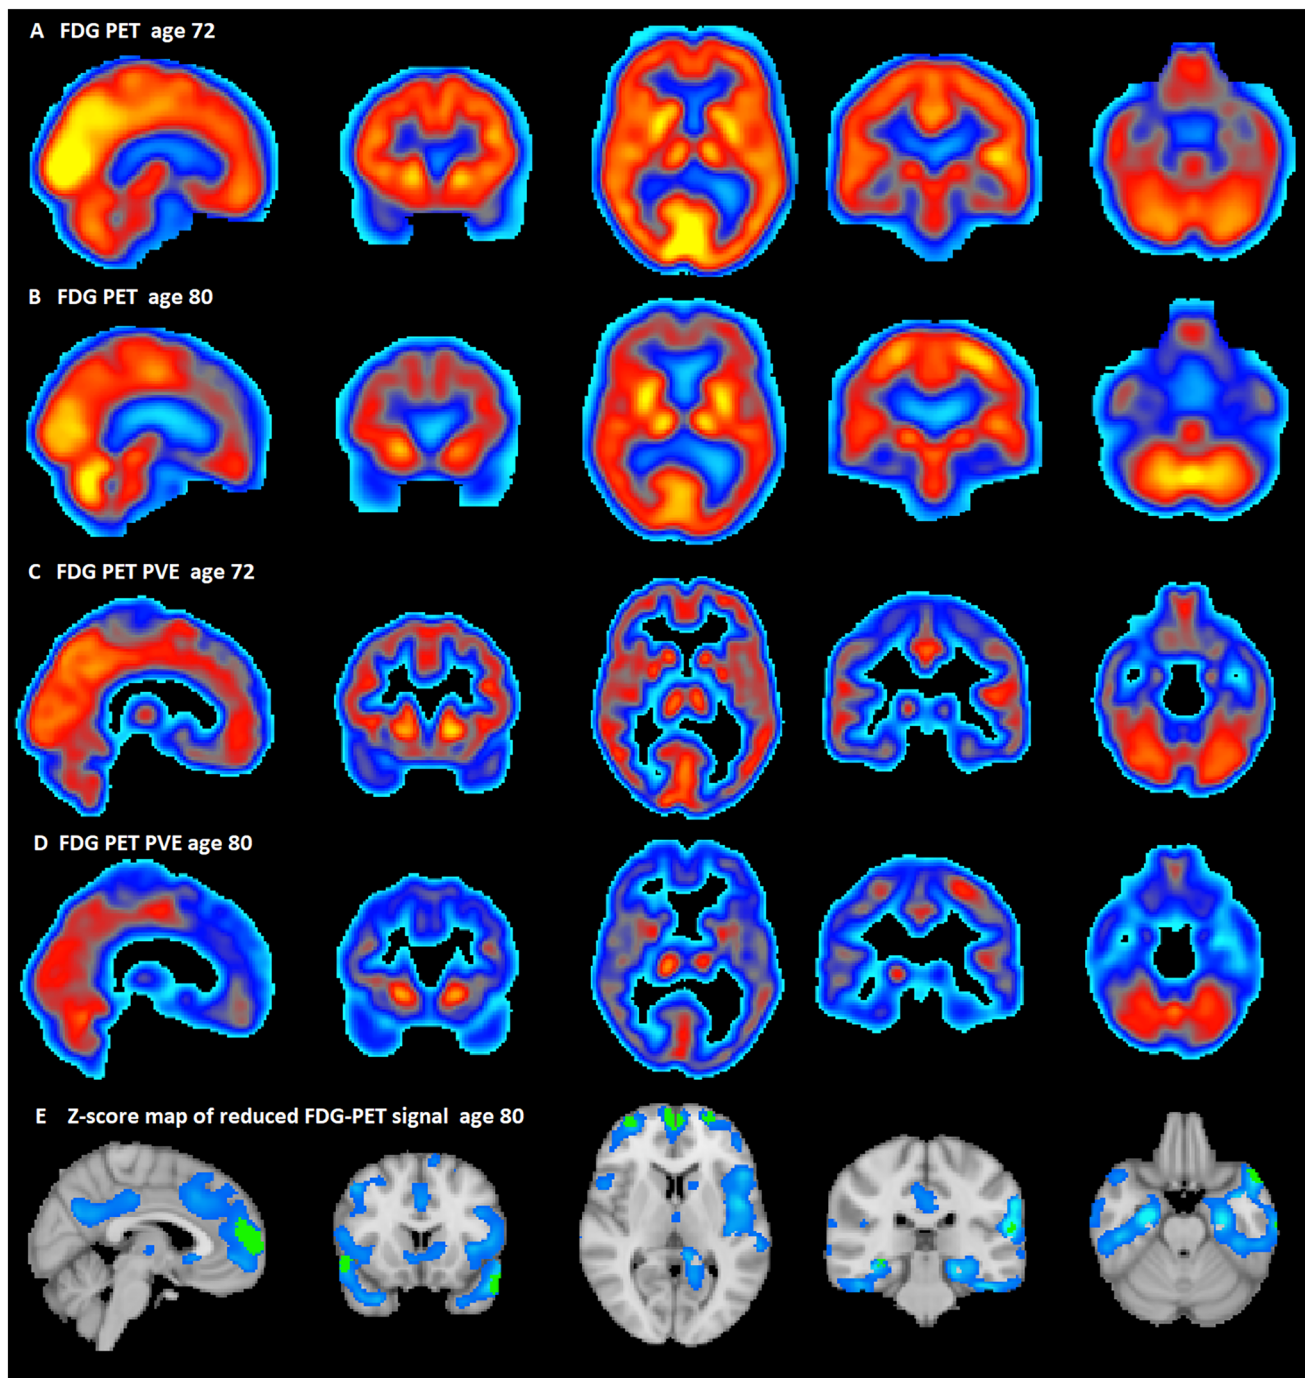 A FDG PET age 72
B FDG PET age 80
C FDG PET PVE age 72
D FDG PET PVE age 80
E Z-score map of reduced FDG-PET signal age 80